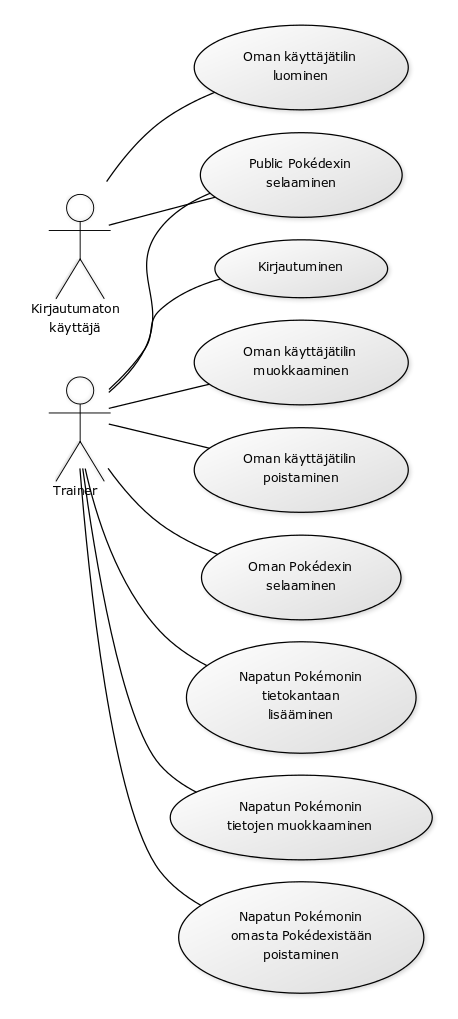 Oman käyttäjätilin
luominen
Public Pokédexin
selaaminen
Kirjautumaton
käyttäjä
Kirjautuminen
Oman käyttäjätilin
muokkaaminen
Oman käyttäjätilin
poistaminen
Trainer
Oman Pokédexin
selaaminen
Napatun Pokémonin
tietokantaan
lisääminen
Napatun Pokémonin
tietojen muokkaaminen
Napatun Pokémonin
omasta Pokédexistään
poistaminen